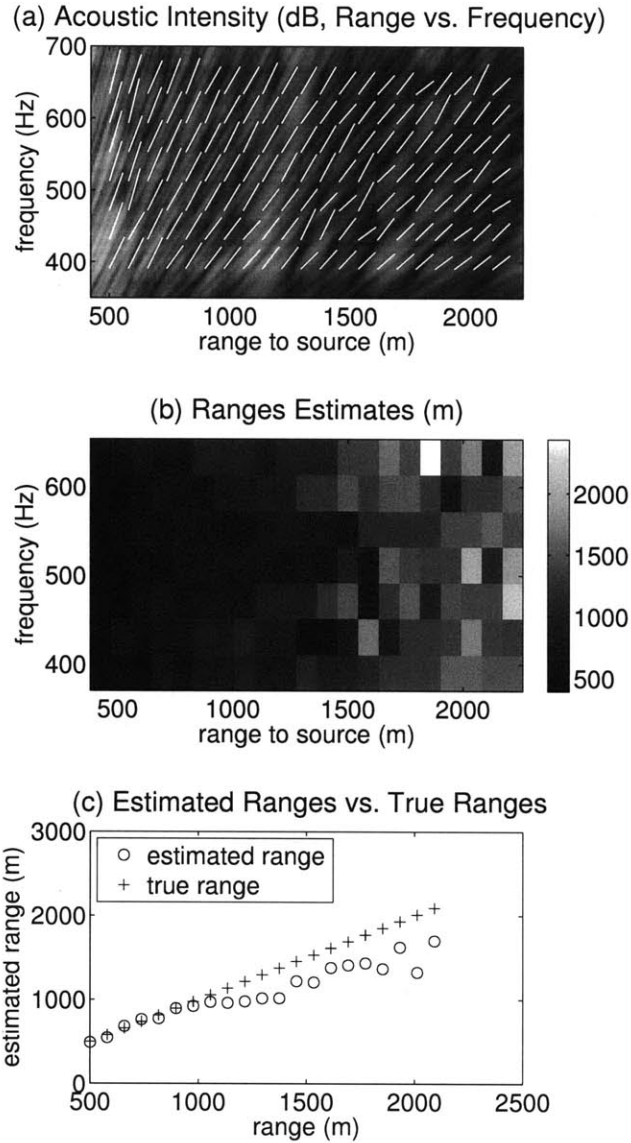 (a) Acoustic Intensity (dB, Range vs. Frequency)
700
600
500
400
frequency (Hz)
500 1000 1500 2000
range to source (m)
(b) Ranges Estimates (m)
600
500
400
frequency (Hz)
500 1000 1500 2000
range to source (m)
2000
1500
1000
500
(c) Estimated Ranges vs. True Ranges
3000
2000
1000
0
estimated range (m)
estimated range
true range
500 1000 1500 2000 2500
range (m)